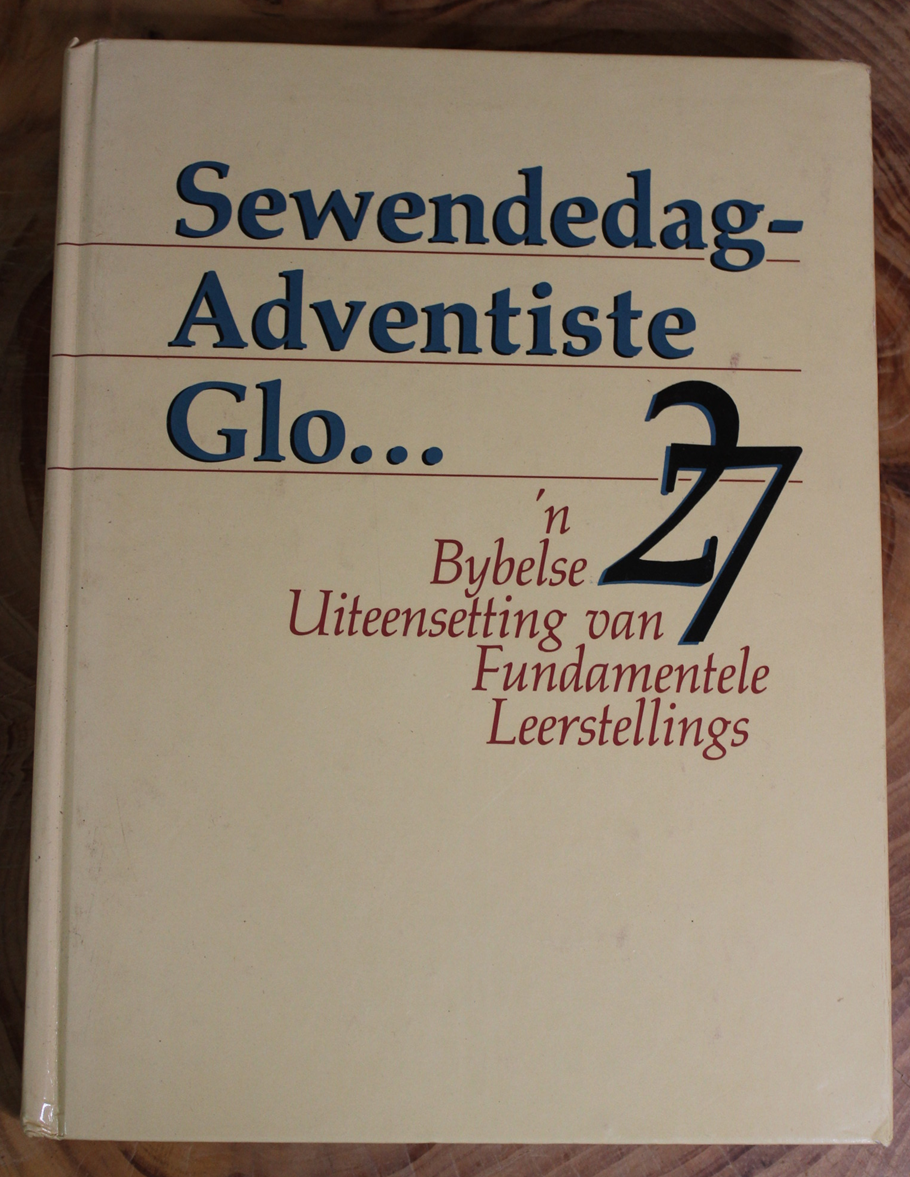 Sewendedag-
Adventiste
Glo...
'n
Bybelse 27
Uiteensetting van
Fundamentele
Leerstellings